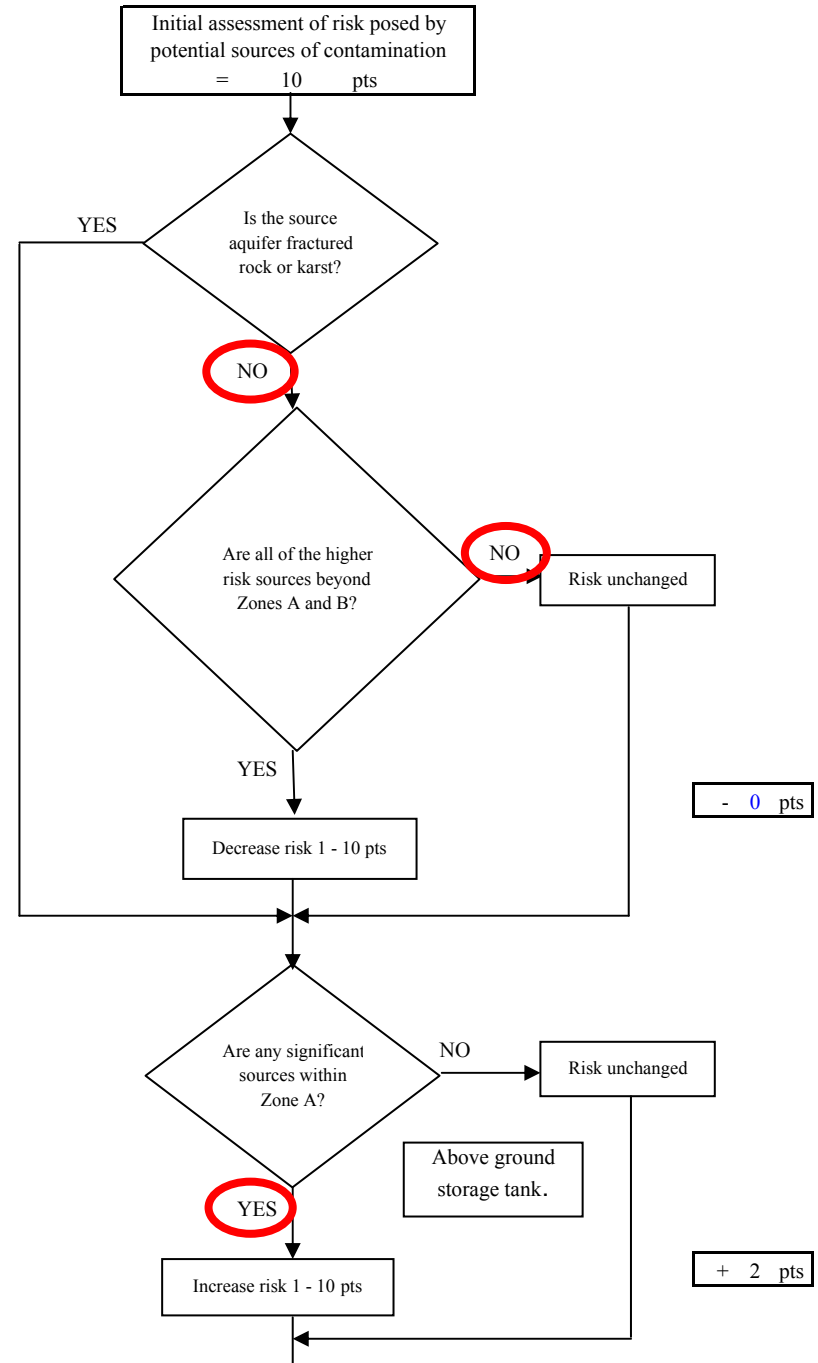 Initial assessment of risk posed by
potential sources of contamination
= 10 pts
YES
Is the source
aquifer fractured
rock or karst?
NO
Are all of the higher
risk sources beyond
Zones A and B?
NO
Risk unchanged
YES
- 0 pts
Decrease risk 1 - 10 pts
Are any significant
sources within
Zone A?
NO
Risk unchanged
Above ground
storage tank.
YES
+ 2 pts
Increase risk 1 - 10 pts